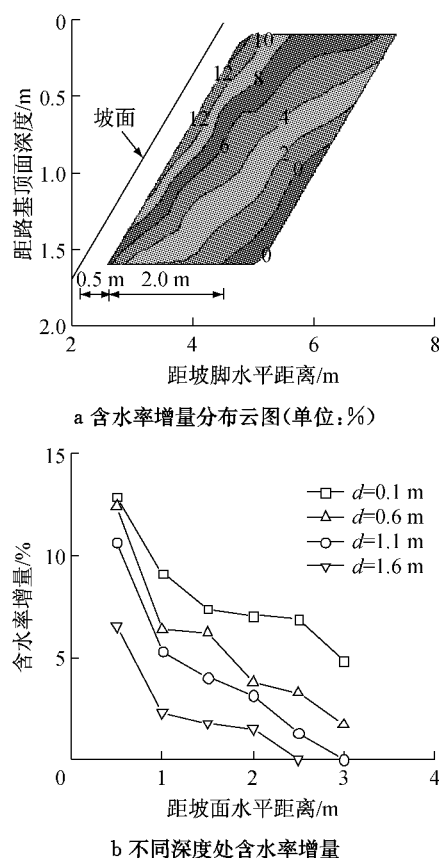 0
0.5
1.0
1.5
2.0
距路基顶面深度/m
坡面
10
12
8
12
4
6
2
0
0
0.5 m
2.0 m
2
4
6
8
距坡脚水平距离/m
a 含水率增量分布云图(单位:%)
15
10
5
0
含水率增量/%
d=0.1 m
d=0.6 m
d=1.1 m
d=1.6 m
1
2
3
4
距坡面水平距离/m
b 不同深度处含水率增量